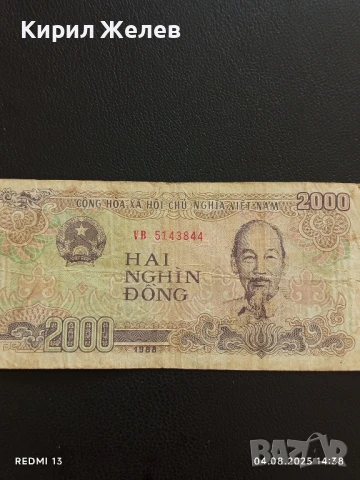 Кирил Желев
CỘNG HÒA XÃ HỘI CHỦ NGHĨA VIỆT NAM
2000
VB 5143844
HAI
NGHÌN
ĐỒNG
2000
1988
REDMI 13
04.08.2025 14:38
BAZAR